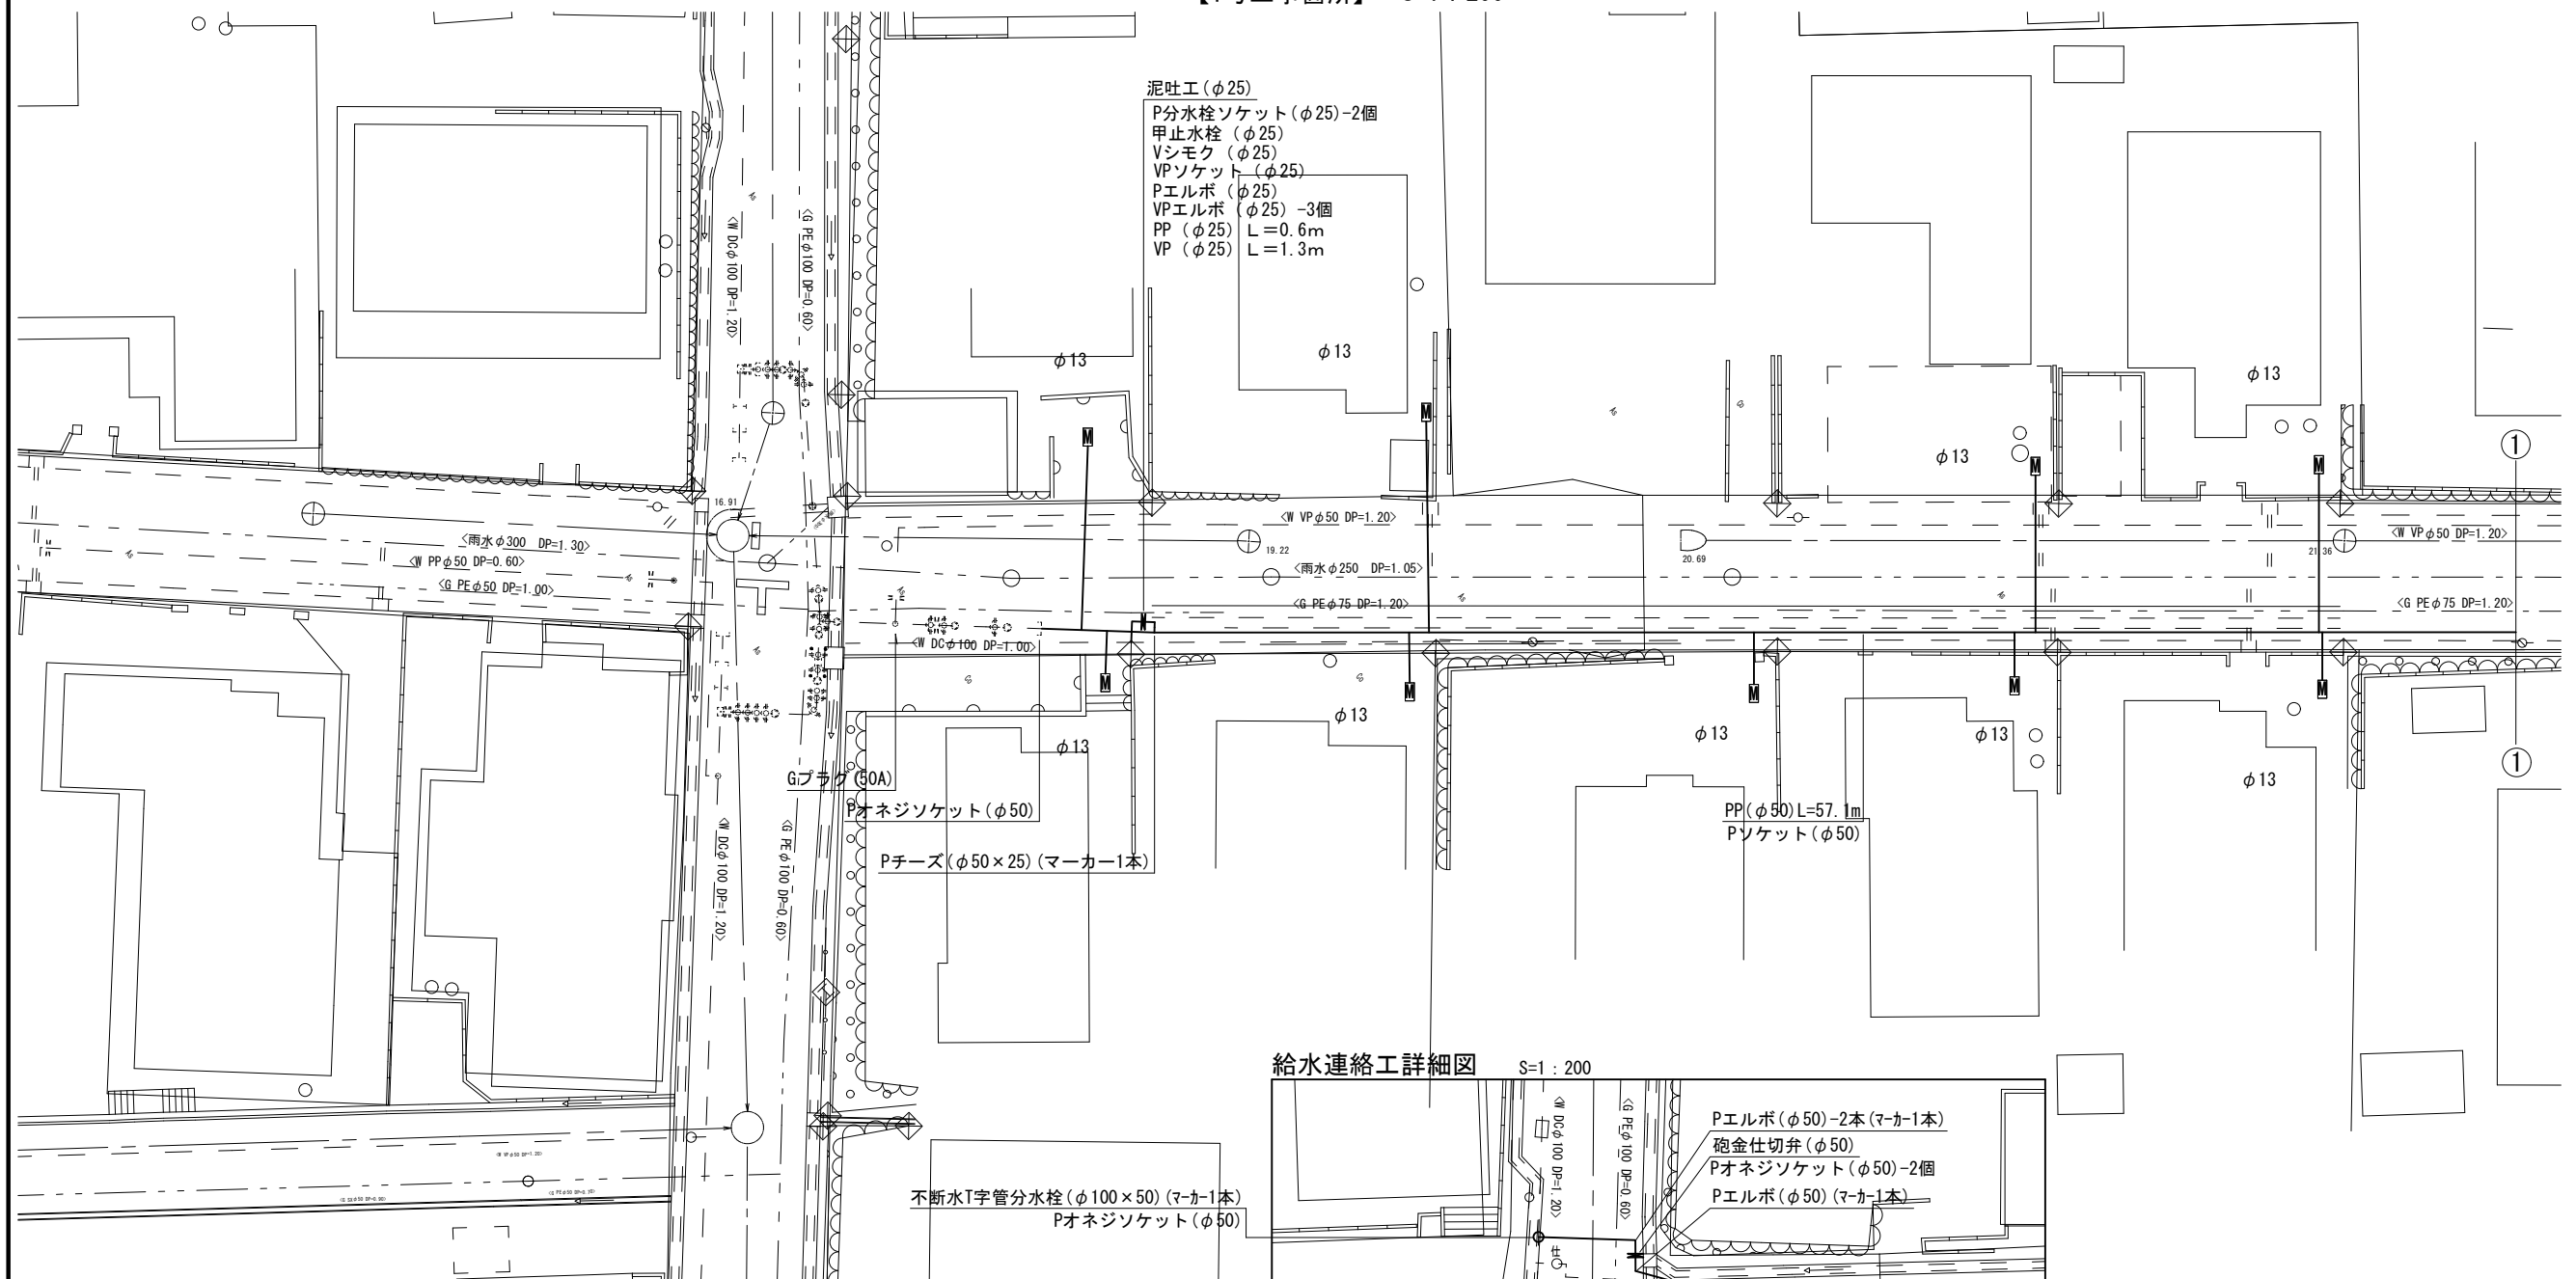 泥吐工(φ25)
P分水栓ソケット(φ25)-2個
甲止水栓 (φ25)
Vシモク (φ25)
VPソケット (φ25)
Pエルボ (φ25)
VPエルボ (φ25) -3個
PP (φ25) L=0.6m
VP (φ25) L=1.3m
<W DCφ100 DP=1.20>
<G PEφ100 DP=0.60>
φ13
φ13
φ13
φ13
M
M
M
M
①
16.91
<雨水φ300 DP=1.30>
<W PPφ50 DP=0.60>
<G PEφ50 DP=1.00>
<W VPφ50 DP=1.20>
19.22
<雨水φ250 DP=1.05>
<G PEφ75 DP=1.20>
20.69
21.36
<W VPφ50 DP=1.20>
<G PEφ75 DP=1.20>
<W DCφ100 DP=1.00>
M
M
M
M
M
φ13
φ13
φ13
φ13
φ13
①
Gプラグ(50A)
Pオネジソケット(φ50)
Pチーズ(φ50×25)(マーカー1本)
PP(φ50)L=57.1m
Pソケット(φ50)
<W DCφ100 DP=1.20>
<G PEφ100 DP=0.60>
給水連絡工詳細図 S=1 : 200
<W DCφ100 DP=1.20>
<G PEφ100 DP=0.60>
Pエルボ(φ50)-2本(マーカー1本)
砲金仕切弁(φ50)
Pオネジソケット(φ50)-2個
Pエルボ(φ50)(マーカー1本)
不断水T字管分水栓(φ100×50)(マーカー1本)
Pオネジソケット(φ50)
仕